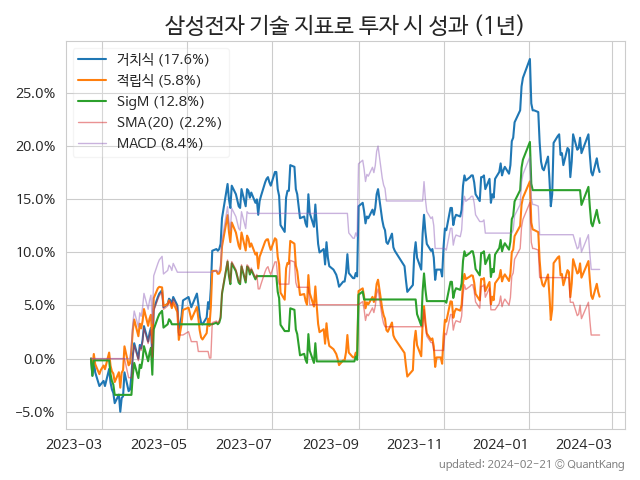 삼성전자 기술 지표로 투자 시 성과 (1년)
거치식 (17.6%)
적립식 (5.8%)
SigM (12.8%)
SMA(20) (2.2%)
MACD (8.4%)
25.0%
20.0%
15.0%
10.0%
5.0%
0.0%
−5.0%
2023-03 2023-05 2023-07 2023-09 2023-11 2024-01 2024-03
updated: 2024-02-21 © QuantKang